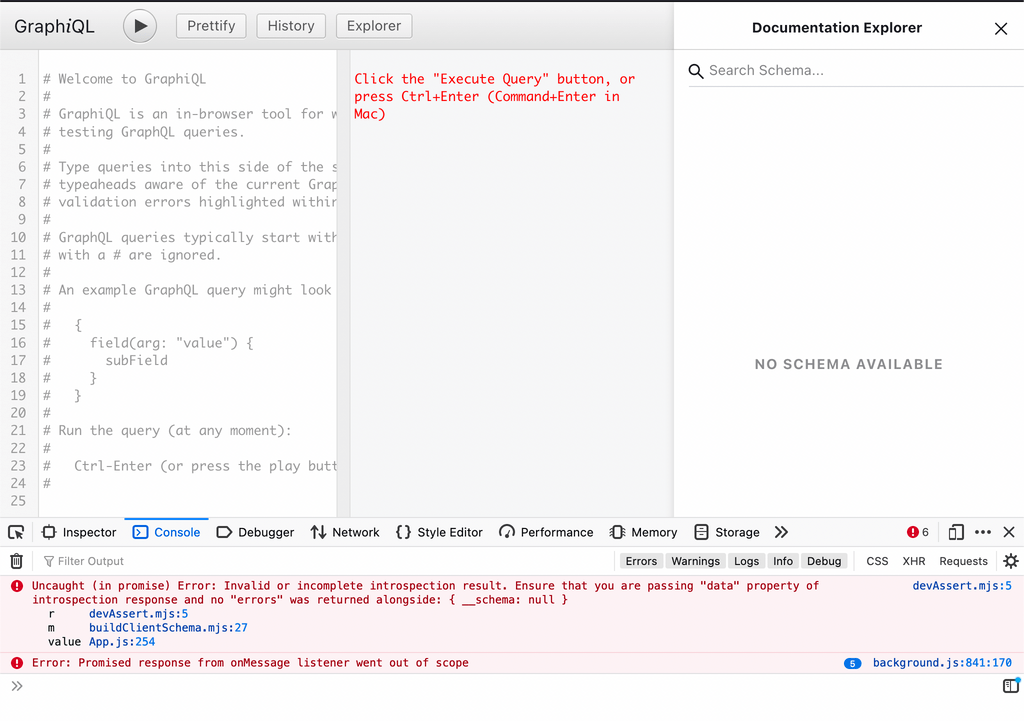 GraphiQL
Prettify
History
Explorer
Documentation Explorer
Search Schema...
1 # Welcome to GraphiQL
2 #
3 # GraphiQL is an in-browser tool for w
4 # testing GraphQL queries.
5 #
6 # Type queries into this side of the s
7 # typeaheads aware of the current Grap
8 # validation errors highlighted within
9 #
10 # GraphQL queries typically start with
11 # with a # are ignored.
12 #
13 # An example GraphQL query might look
14 #
15 #   {
16 #     field(arg: "value") {
17 #       subField
18 #     }
19 #   }
20 #
21 # Run the query (at any moment):
22 #
23 #   Ctrl-Enter (or press the play butt
24 #
25
Click the "Execute Query" button, or
press Ctrl+Enter (Command+Enter in
Mac)
NO SCHEMA AVAILABLE
Inspector
Console
Debugger
Network
Style Editor
Performance
Memory
Storage
6
Filter Output
Errors
Warnings
Logs
Info
Debug
CSS
XHR
Requests
Uncaught (in promise) Error: Invalid or incomplete introspection result. Ensure that you are passing "data" property of devAssert.mjs:5
introspection response and no "errors" was returned alongside: { __schema: null }
r devAssert.mjs:5
m buildClientSchema.mjs:27
value App.js:254
Error: Promised response from onMessage listener went out of scope 5 background.js:841:170